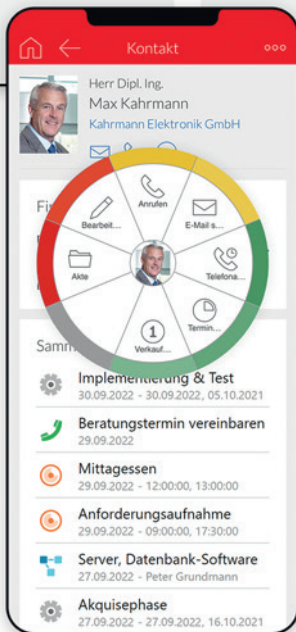 Kontakt
Herr Dipl. Ing.
Max Kahrmann
Kahrmann Elektronik GmbH
Anrufen
Bearbeit...
E-Mail s...
Akte
Telefona...
Termin...
1
Verkauf...
Implementierung & Test
30.09.2022 - 30.09.2022, 05.10.2021
Beratungstermin vereinbaren
29.09.2022
Mittagessen
29.09.2022 - 12:00:00, 13:00:00
Anforderungsaufnahme
29.09.2022 - 09:00:00, 17:30:00
Server, Datenbank-Software
27.09.2022 - Peter Grundmann
Akquisephase
27.09.2022 - 27.09.2022, 16.10.2021